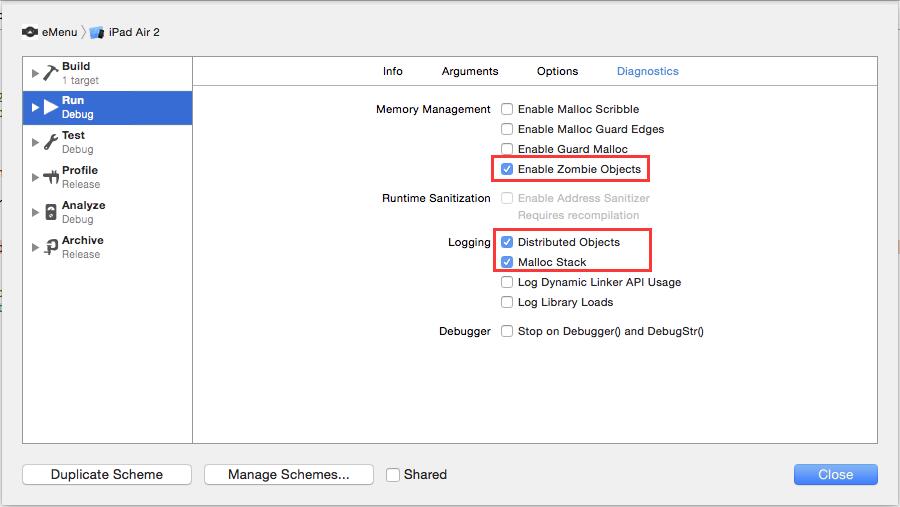 eMenu iPad Air 2
Build
1 target
Run
Debug
Test
Debug
Profile
Release
Analyze
Debug
Archive
Release
Info Arguments Options Diagnostics
Memory Management Enable Malloc Scribble
Enable Malloc Guard Edges
Enable Guard Malloc
Enable Zombie Objects
Runtime Sanitization Enable Address Sanitizer
Requires recompilation
Logging Distributed Objects
Malloc Stack
Log Dynamic Linker API Usage
Log Library Loads
Debugger Stop on Debugger() and DebugStr()
Duplicate Scheme Manage Schemes... Shared Close